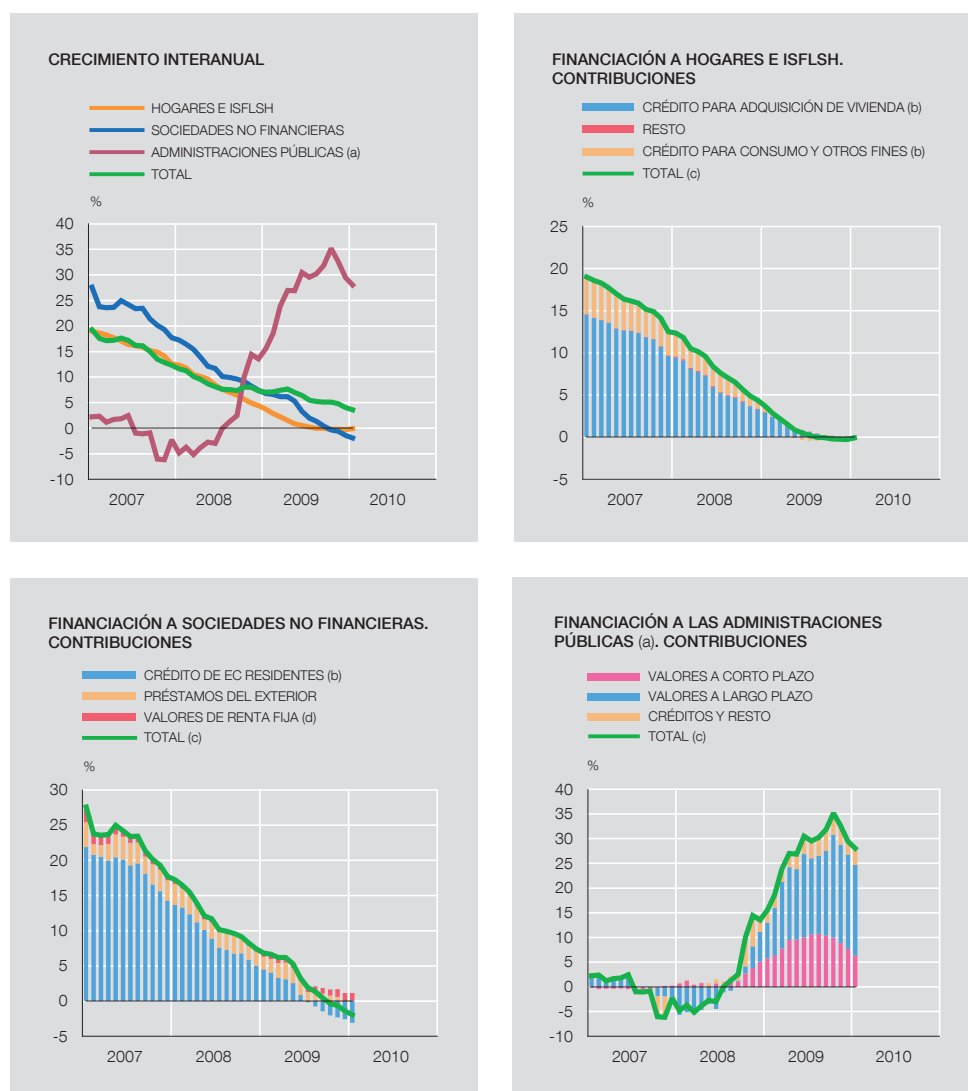 CRECIMIENTO INTERANUAL
HOGARES E ISFLSH
SOCIEDADES NO FINANCIERAS
ADMINISTRACIONES PÚBLICAS (a)
TOTAL
%
40
35
30
25
20
15
10
5
0
-5
-10
2007 2008 2009 2010
FINANCIACIÓN A HOGARES E ISFLSH.
CONTRIBUCIONES
CRÉDITO PARA ADQUISICIÓN DE VIVIENDA (b)
RESTO
CRÉDITO PARA CONSUMO Y OTROS FINES (b)
TOTAL (c)
%
25
20
15
10
5
0
-5
2007 2008 2009 2010
FINANCIACIÓN A SOCIEDADES NO FINANCIERAS.
CONTRIBUCIONES
CRÉDITO DE EC RESIDENTES (b)
PRÉSTAMOS DEL EXTERIOR
VALORES DE RENTA FIJA (d)
TOTAL (c)
%
30
25
20
15
10
5
0
-5
2007 2008 2009 2010
FINANCIACIÓN A LAS ADMINISTRACIONES
PÚBLICAS (a). CONTRIBUCIONES
VALORES A CORTO PLAZO
VALORES A LARGO PLAZO
CRÉDITOS Y RESTO
TOTAL (c)
%
40
35
30
25
20
15
10
5
0
-5
-10
2007 2008 2009 2010